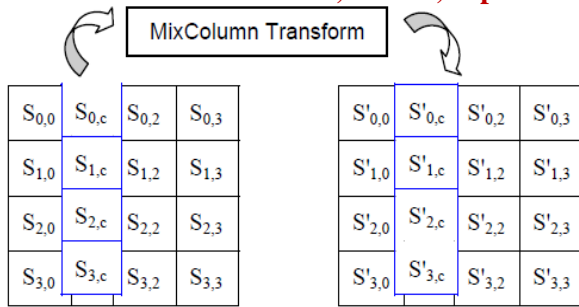 MixColumn Transform
S0,0 S0,c S0,2 S0,3 S'0,0 S'0,c S'0,2 S'0,3
S1,0 S1,c S1,2 S1,3 S'1,0 S'1,c S'1,2 S'1,3
S2,0 S2,c S2,2 S2,3 S'2,0 S'2,c S'2,2 S'2,3
S3,0 S3,c S3,2 S3,3 S'3,0 S'3,c S'3,2 S'3,3